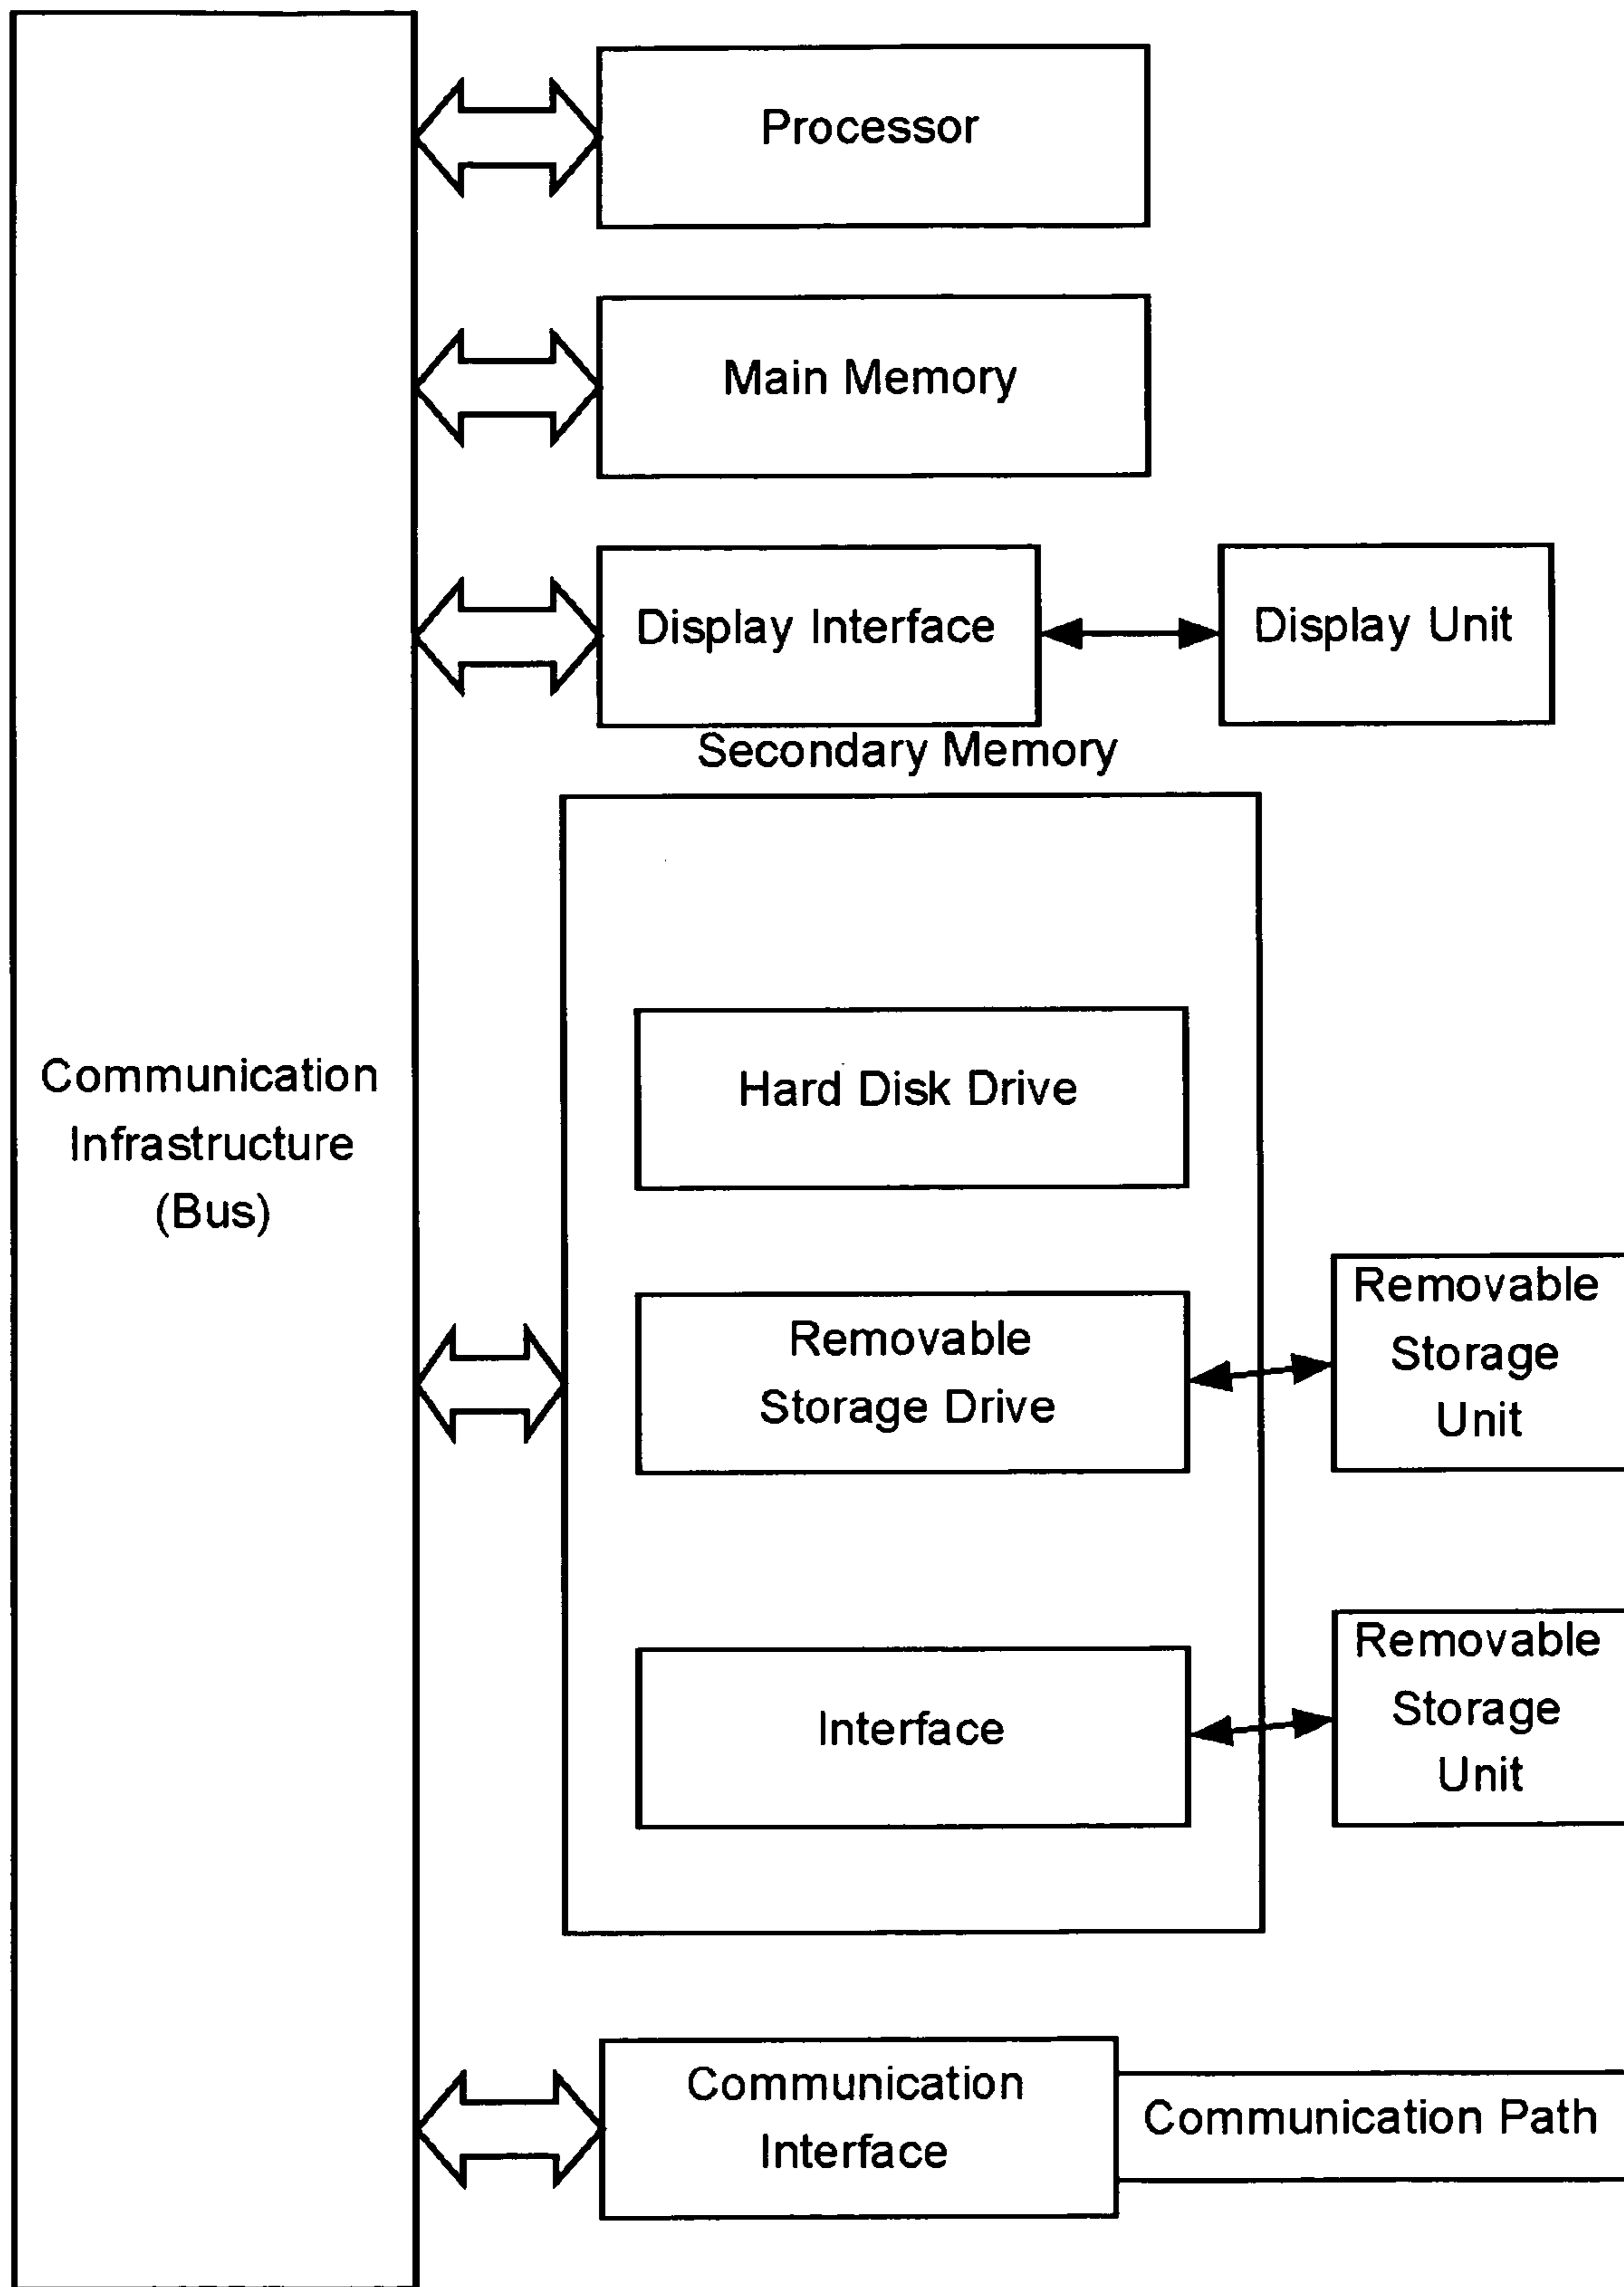 Processor
Main Memory
Display Interface
Display Unit
Secondary Memory
Communication
Infrastructure
(Bus)
Hard Disk Drive
Removable
Storage Drive
Removable
Storage
Unit
Interface
Removable
Storage
Unit
Communication
Interface
Communication Path